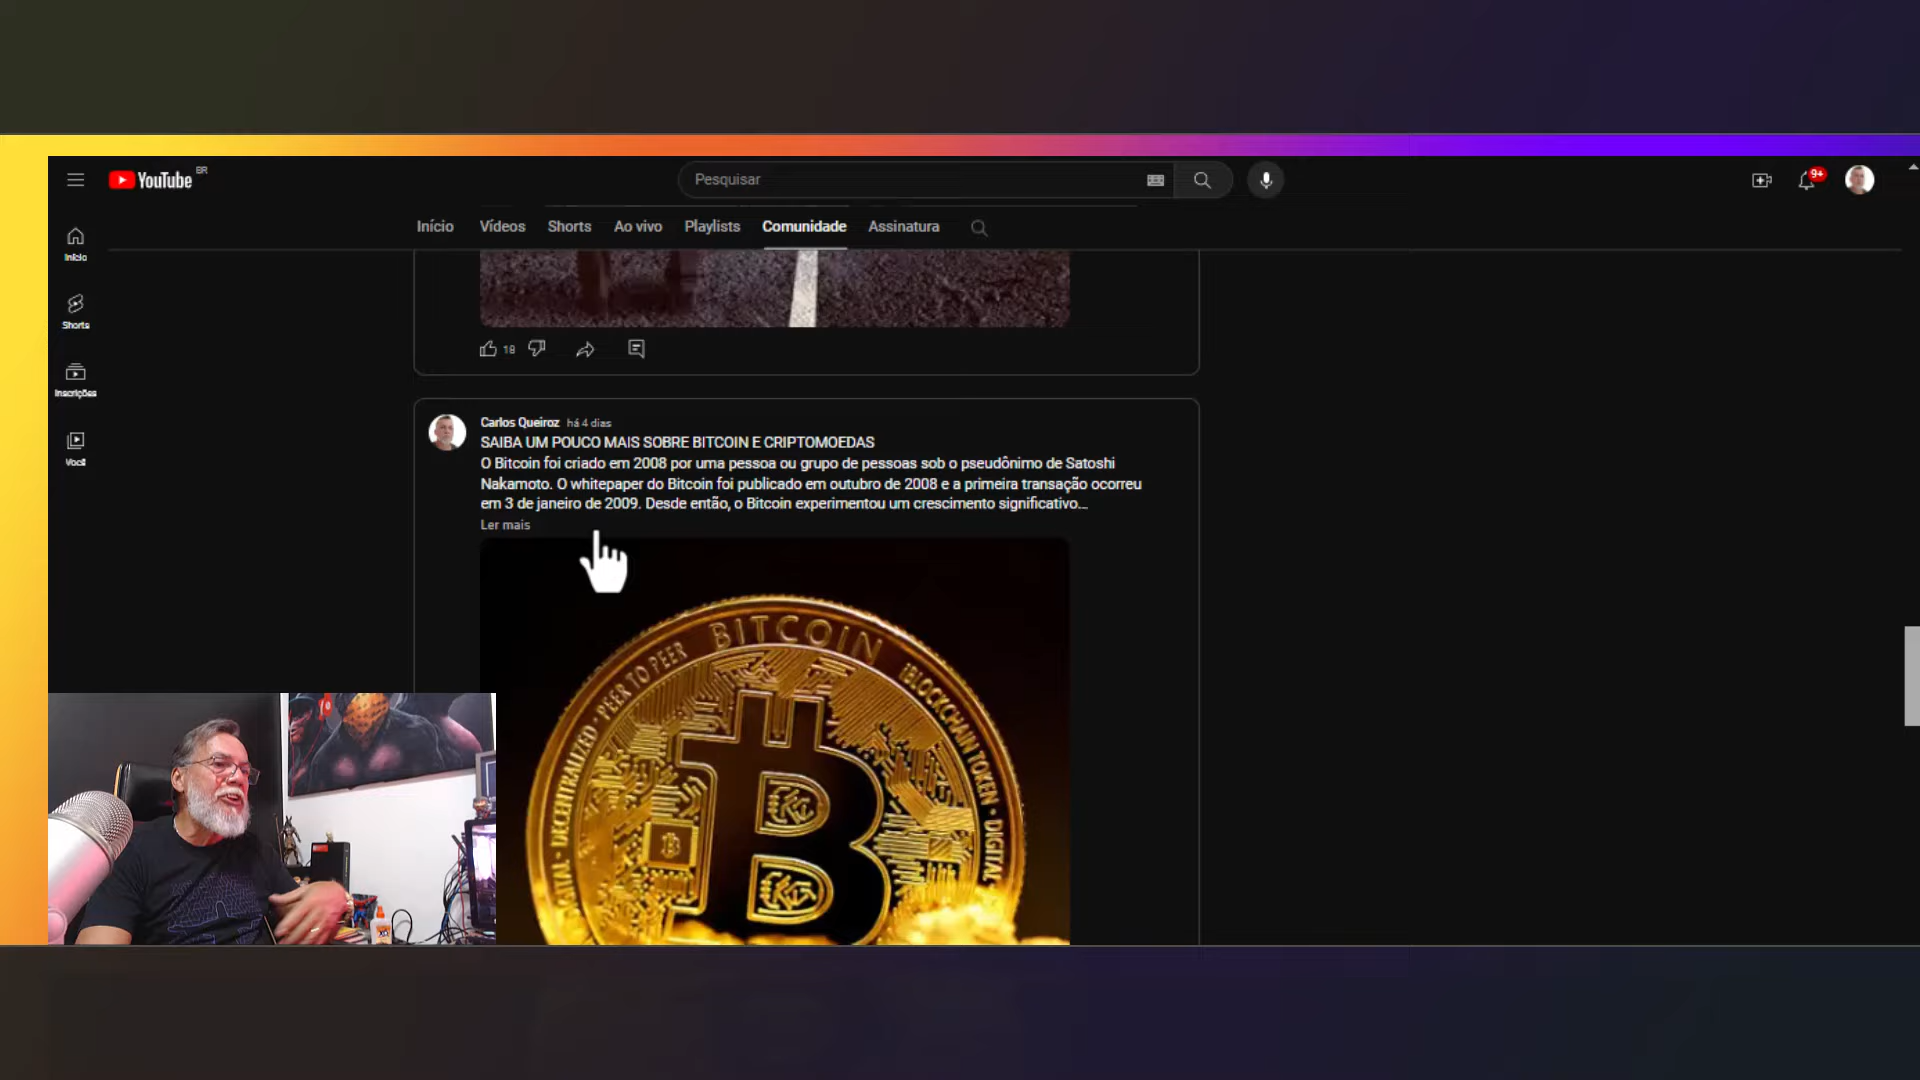 YouTube BR
Pesquisar
9+
Início
Vídeos
Shorts
Ao vivo
Playlists
Comunidade
Assinatura
Início
Shorts
Inscrições
Você
18
Carlos Queiroz há 4 dias
SAIBA UM POUCO MAIS SOBRE BITCOIN E CRIPTOMOEDAS
O Bitcoin foi criado em 2008 por uma pessoa ou grupo de pessoas sob o pseudônimo de Satoshi
Nakamoto. O whitepaper do Bitcoin foi publicado em outubro de 2008 e a primeira transação ocorreu
em 3 de janeiro de 2009. Desde então, o Bitcoin experimentou um crescimento significativo...
Ler mais
BITCOIN
DIGITAL • DECENTRALIZED • PEER TO PEER
BLOCKCHAIN TOKEN • DIGITAL